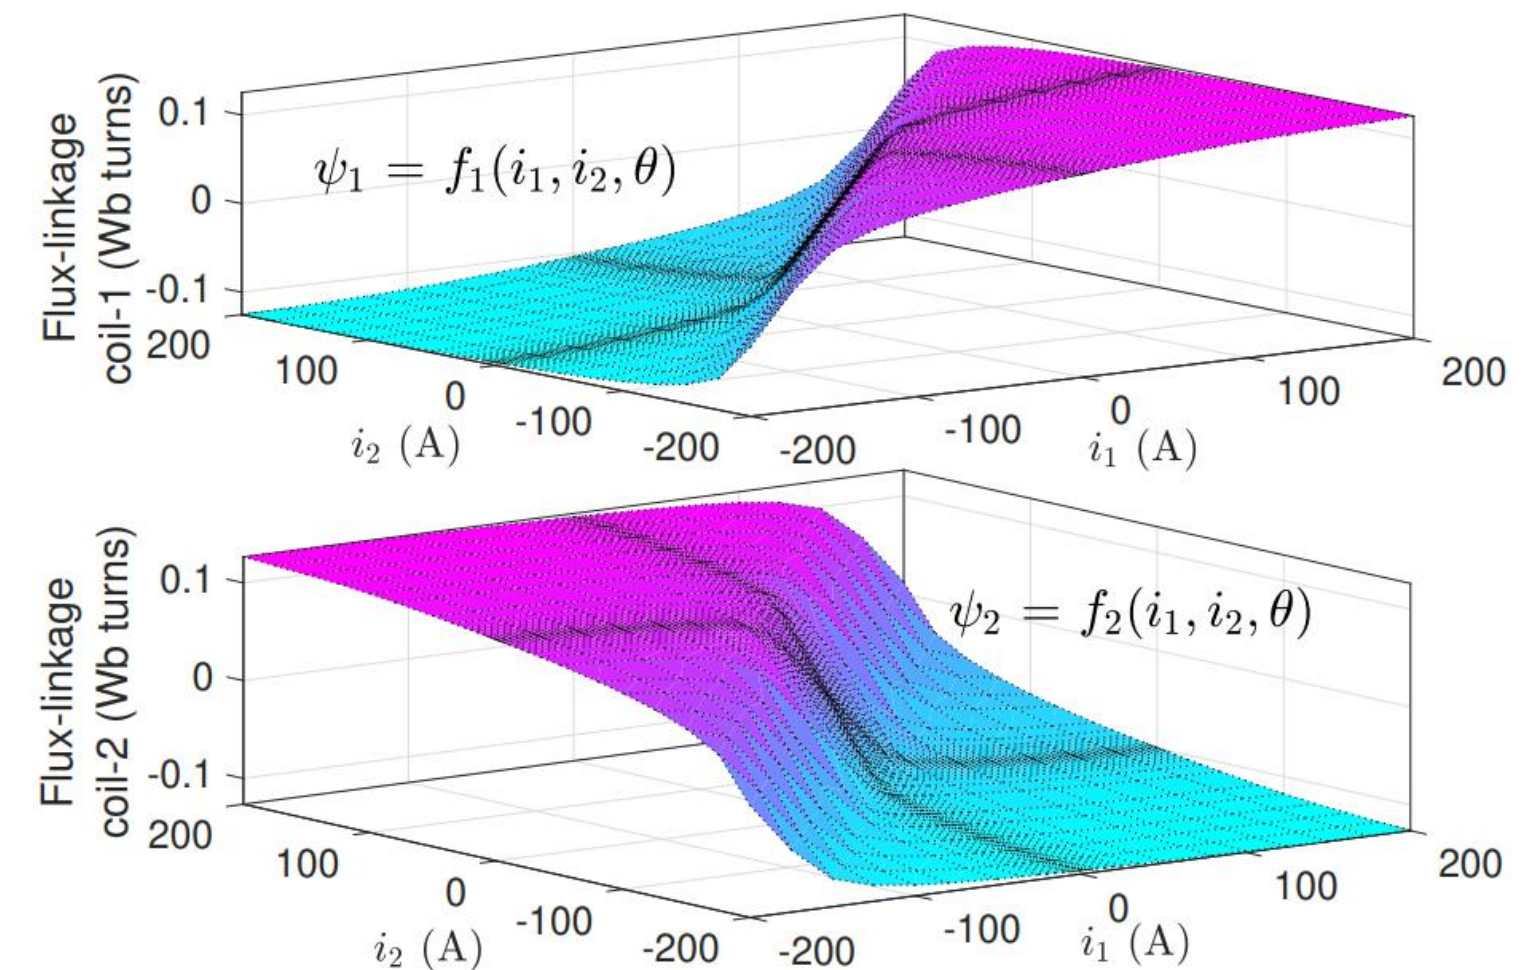 Flux-linkage
coil-1 (Wb turns)
0.1
0
-0.1
ψ₁ = f₁(i₁, i₂, θ)
200
100
0
-100
-200
i₂ (A)
-200
-100
0
100
200
i₁ (A)
Flux-linkage
coil-2 (Wb turns)
0.1
0
-0.1
ψ₂ = f₂(i₁, i₂, θ)
200
100
0
-100
-200
i₂ (A)
-200
-100
0
100
200
i₁ (A)